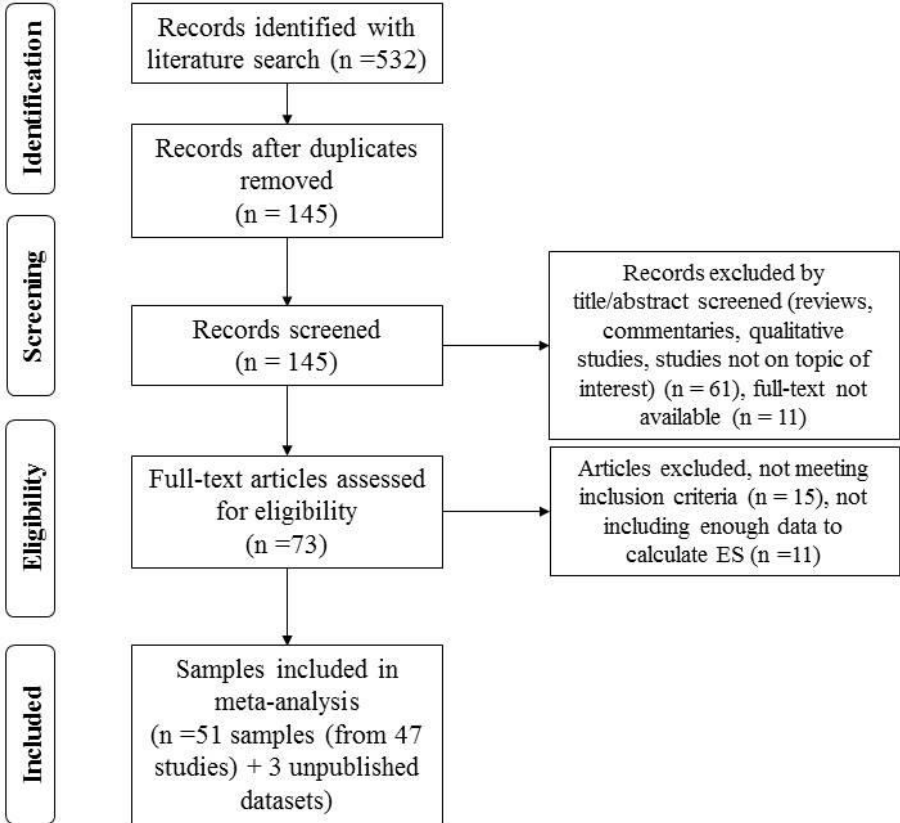 Identification
Records identified with
literature search (n =532)
Records after duplicates
removed
(n = 145)
Screening
Records screened
(n = 145)
Records excluded by
title/abstract screened (reviews,
commentaries, qualitative
studies, studies not on topic of
interest) (n = 61), full-text not
available (n = 11)
Eligibility
Full-text articles assessed
for eligibility
(n =73)
Articles excluded, not meeting
inclusion criteria (n = 15), not
including enough data to
calculate ES (n =11)
Included
Samples included in
meta-analysis
(n =51 samples (from 47
studies) + 3 unpublished
datasets)